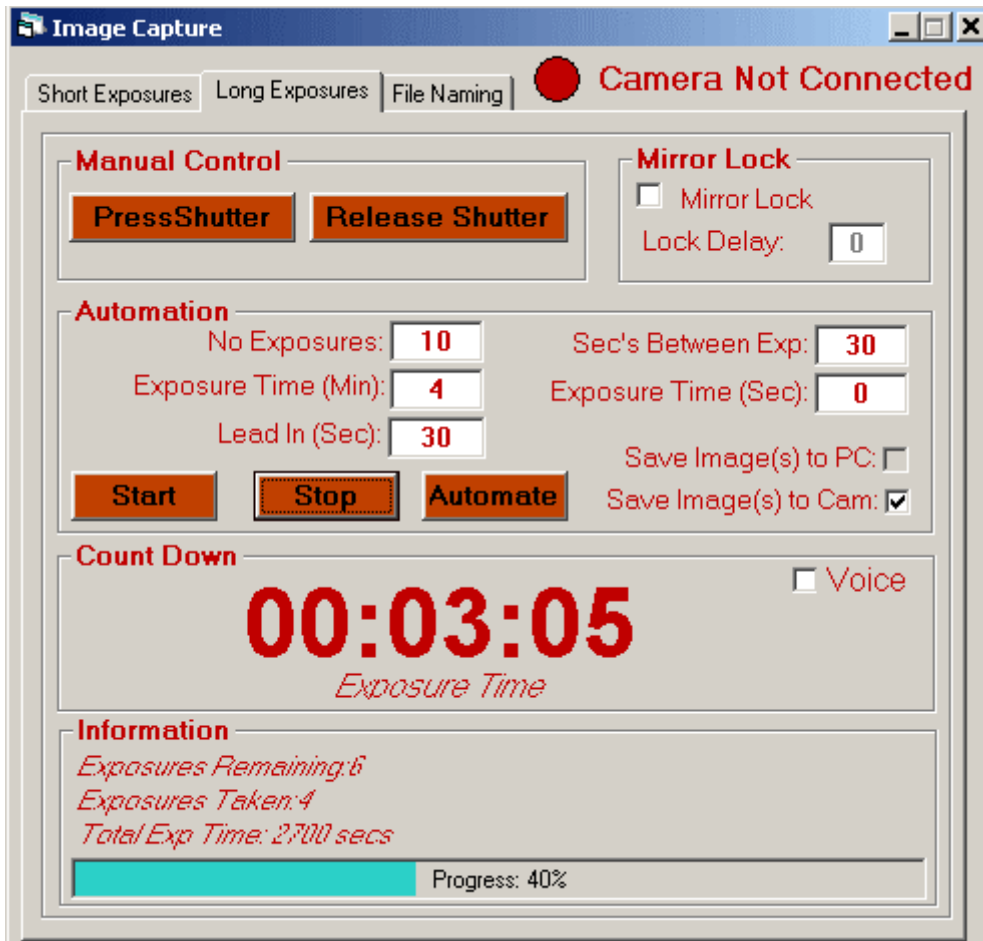 Image Capture
Short Exposures Long Exposures File Naming Camera Not Connected
Manual Control
PressShutter Release Shutter
Mirror Lock
Mirror Lock
Lock Delay: 0
Automation
No Exposures: 10 Sec's Between Exp: 30
Exposure Time (Min): 4 Exposure Time (Sec): 0
Lead In (Sec): 30
Save Image(s) to PC:
Start Stop Automate Save Image(s) to Cam:
Count Down
Voice
00:03:05
Exposure Time
Information
Exposures Remaining:6
Exposures Taken:4
Total Exp Time: 2700 secs
Progress: 40%